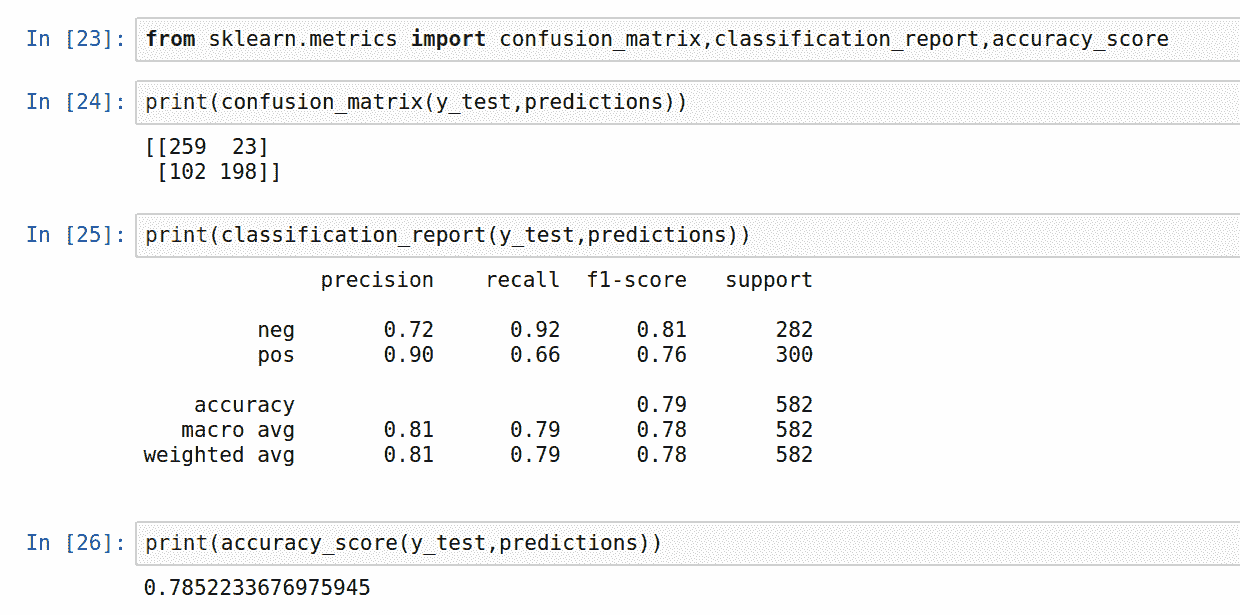 In [23]: from sklearn.metrics import confusion_matrix,classification_report,accuracy_score
In [24]: print(confusion_matrix(y_test,predictions))
[[259  23]
 [102 198]]
In [25]: print(classification_report(y_test,predictions))
              precision    recall  f1-score   support
         neg       0.72      0.92      0.81       282
         pos       0.90      0.66      0.76       300
    accuracy                           0.79       582
   macro avg       0.81      0.79      0.78       582
weighted avg       0.81      0.79      0.78       582
In [26]: print(accuracy_score(y_test,predictions))
0.7852233676975945